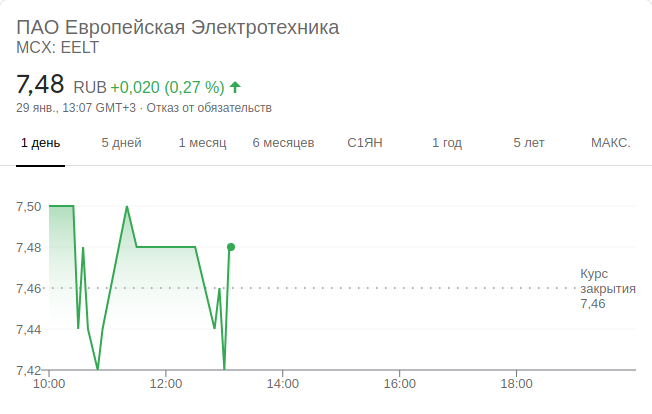 ПАО Европейская Электротехника
MCX: EELT
7,48 RUB +0,020 (0,27 %)
29 янв., 13:07 GMT+3 · Отказ от обязательств
1 день 5 дней 1 месяц 6 месяцев С1ЯН 1 год 5 лет МАКС.
7,50
7,48
7,46
7,44
7,42
Курс
закрытия
7,46
10:00 12:00 14:00 16:00 18:00